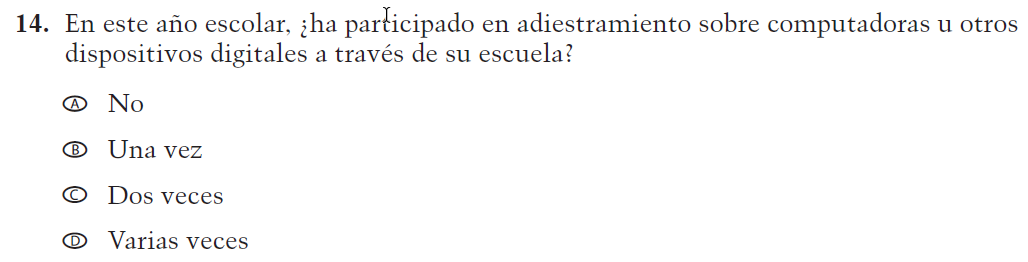 14. En este año escolar, ¿ha participado en adiestramiento sobre computadoras u otros
dispositivos digitales a través de su escuela?
A No
B Una vez
C Dos veces
D Varias veces